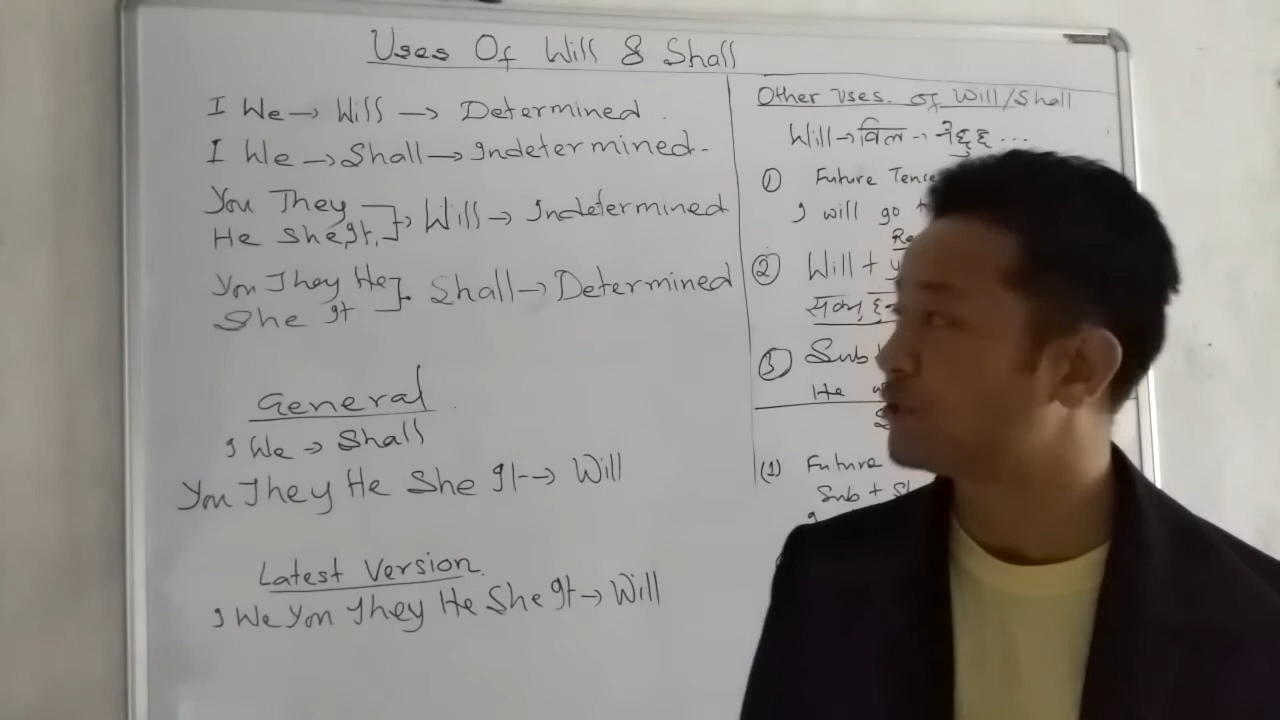 Uses Of Will & Shall
I We → Will → Determined
I We → Shall → Indetermined
You They
He She It
Will → Indetermined
You They He
She It
Shall → Determined
General
I We → Shall
You They He She It → Will
Latest Version
I We You They He She It → Will
Other Uses of Will/Shall
Will → विल -
① Future Tense
I will go
② Will +
③ Sub
He
(1) Future
Sub +